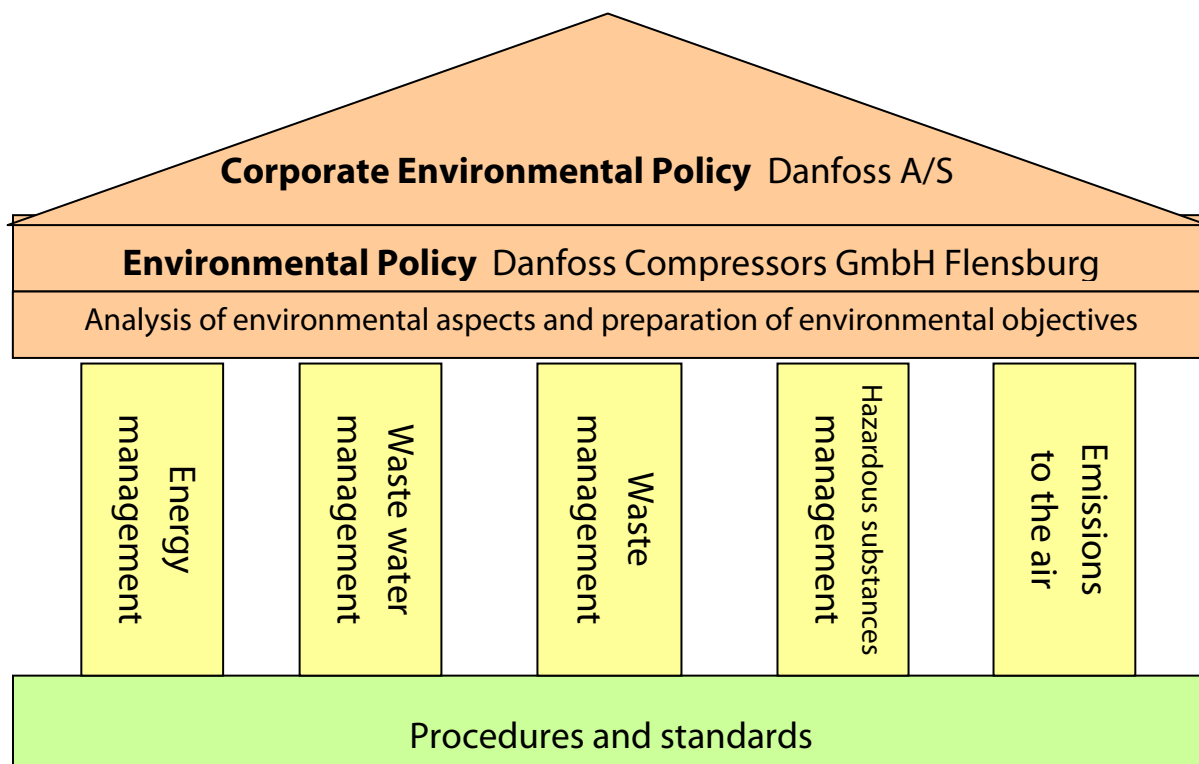 Corporate Environmental Policy Danfoss A/S
Environmental Policy Danfoss Compressors GmbH Flensburg
Analysis of environmental aspects and preparation of environmental objectives
Energy
management
Waste water
management
Waste
management
Hazardous substances
management
Emissions
to the air
Procedures and standards